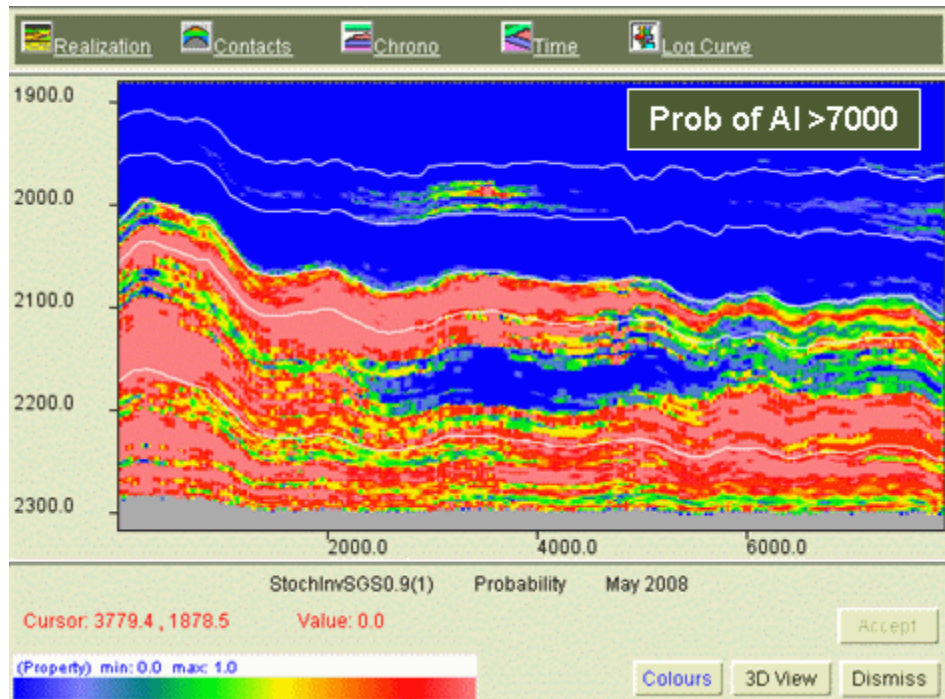 Realization Contacts Chrono Time Log Curve
Prob of AI >7000
1900.0
2000.0
2100.0
2200.0
2300.0
2000.0 4000.0 6000.0
StochInvSGS0.9(1) Probability May 2008
Cursor: 3779.4 , 1878.5 Value: 0.0
Accept
(Property) min: 0.0 max: 1.0
Colours 3D View Dismiss